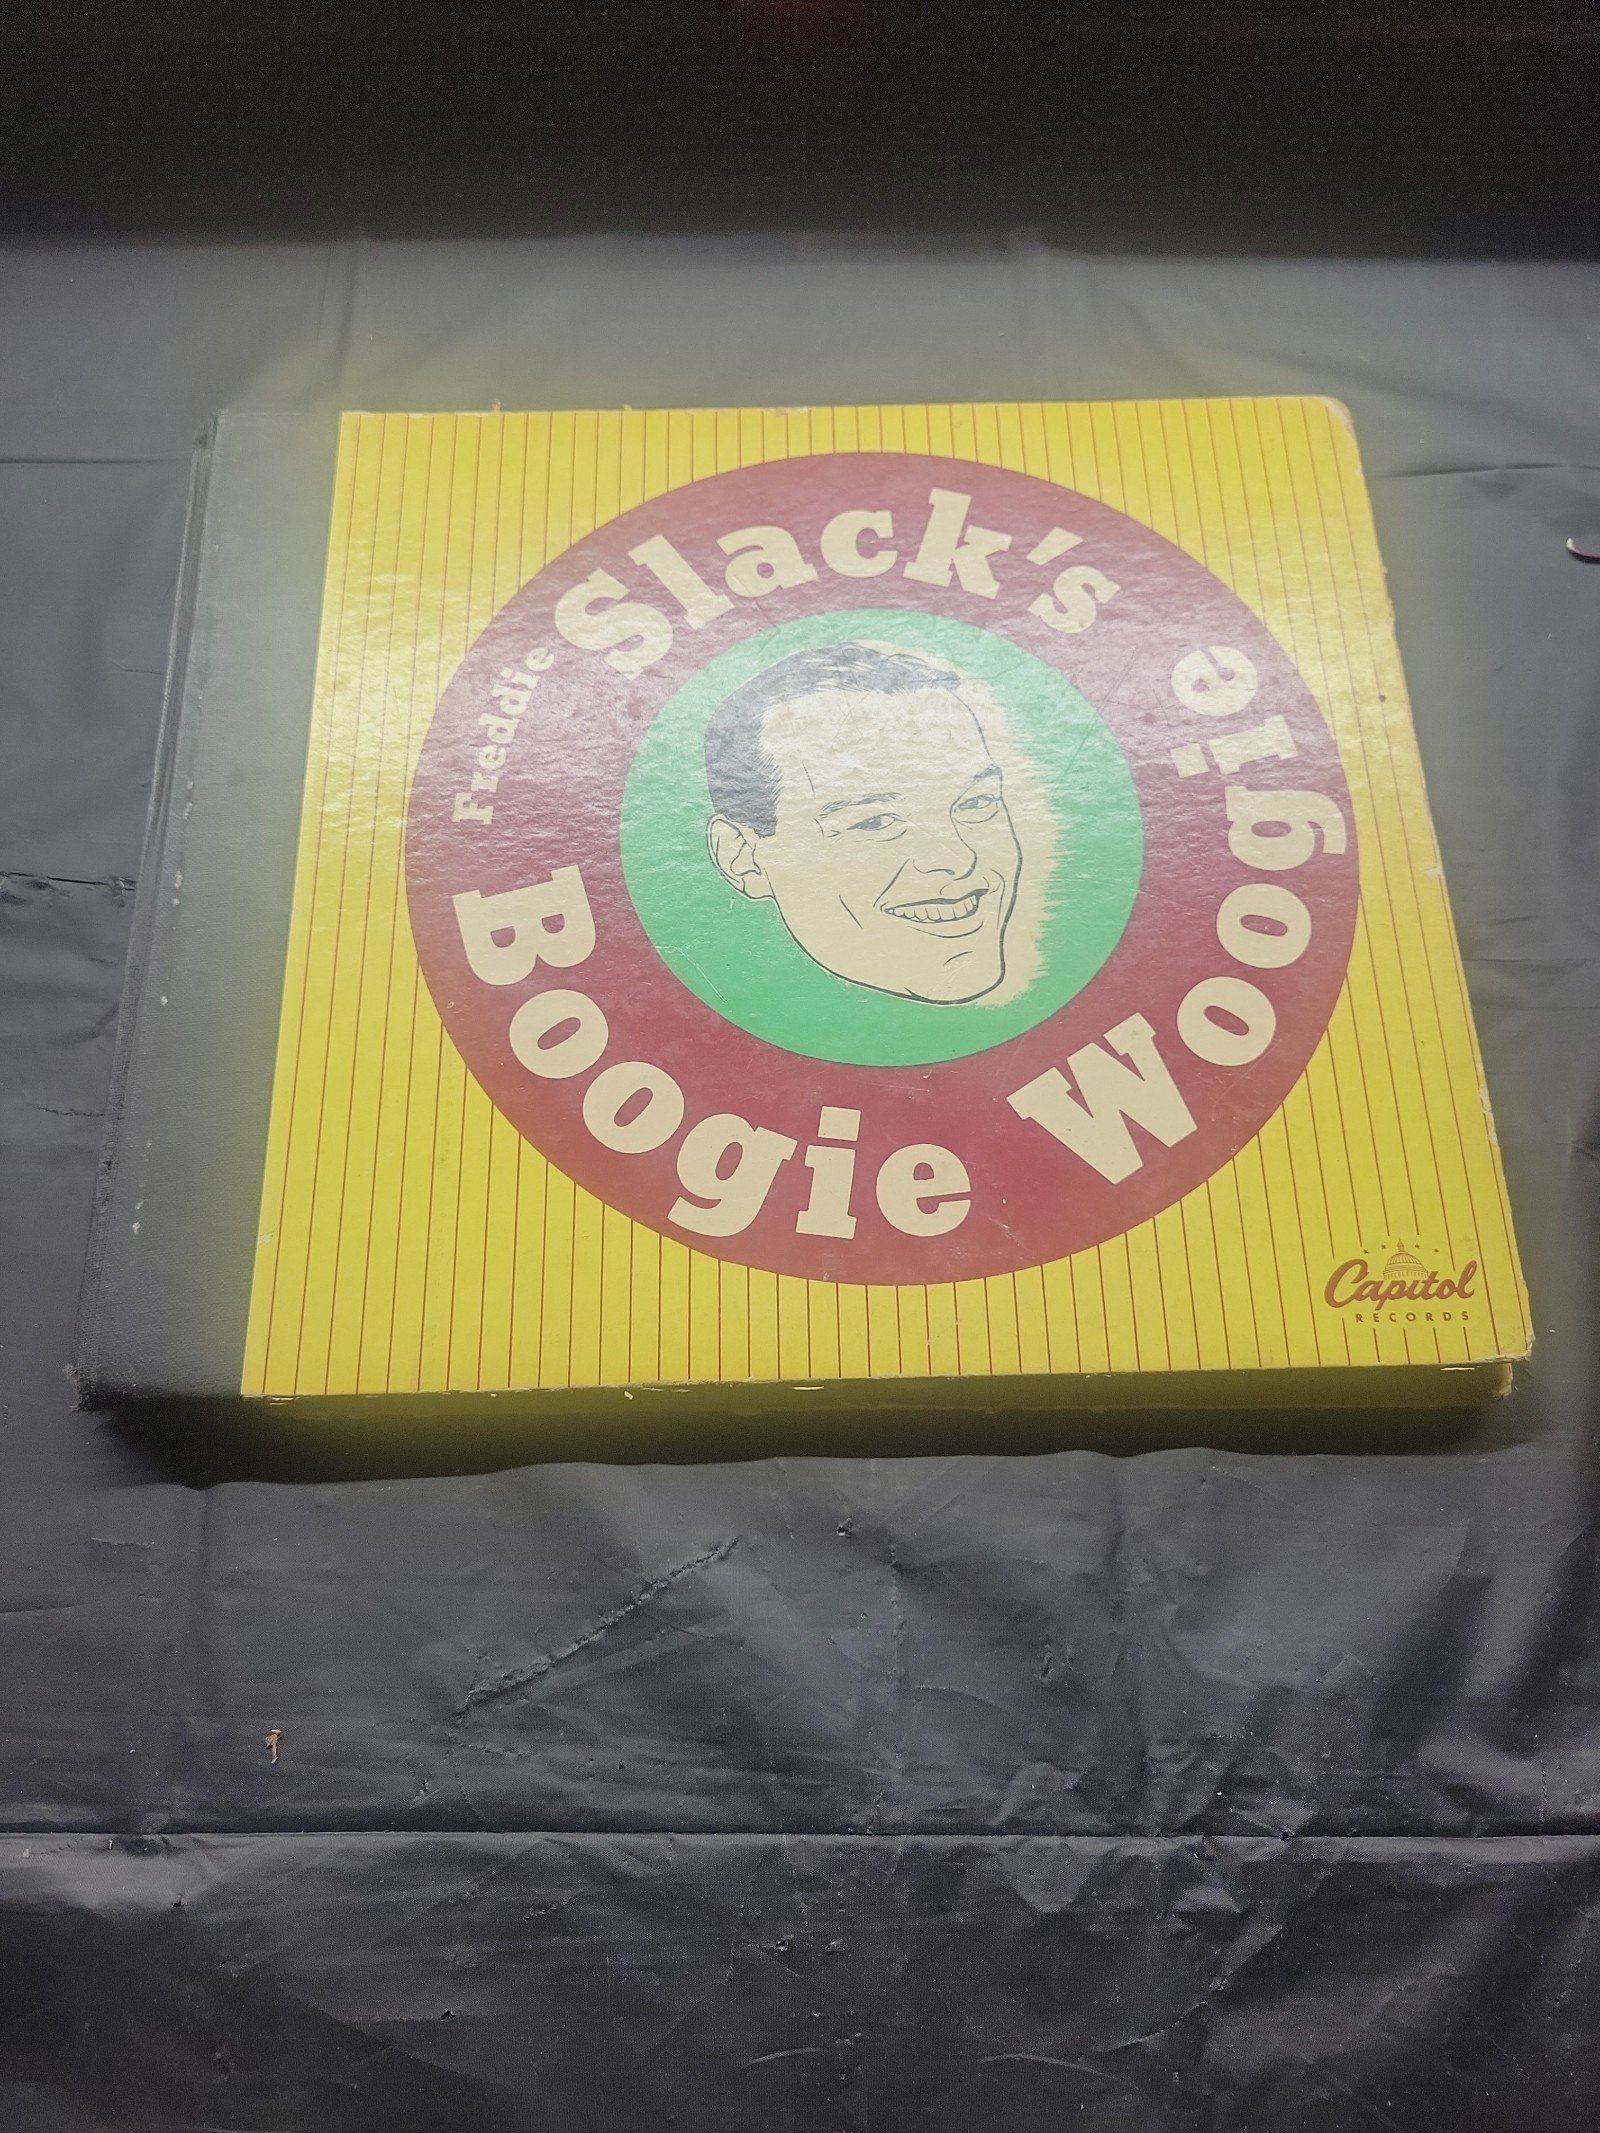 Freddie Slack's
Boogie Woogie
Capitol
RECORDS